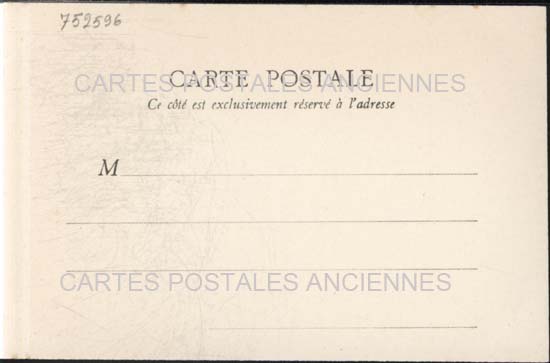 752596
CARTE POSTALE
CARTES POSTALES ANCIENNES
Ce côté est exclusivement réservé à l'adresse
M
CARTES POSTALES ANCIENNES